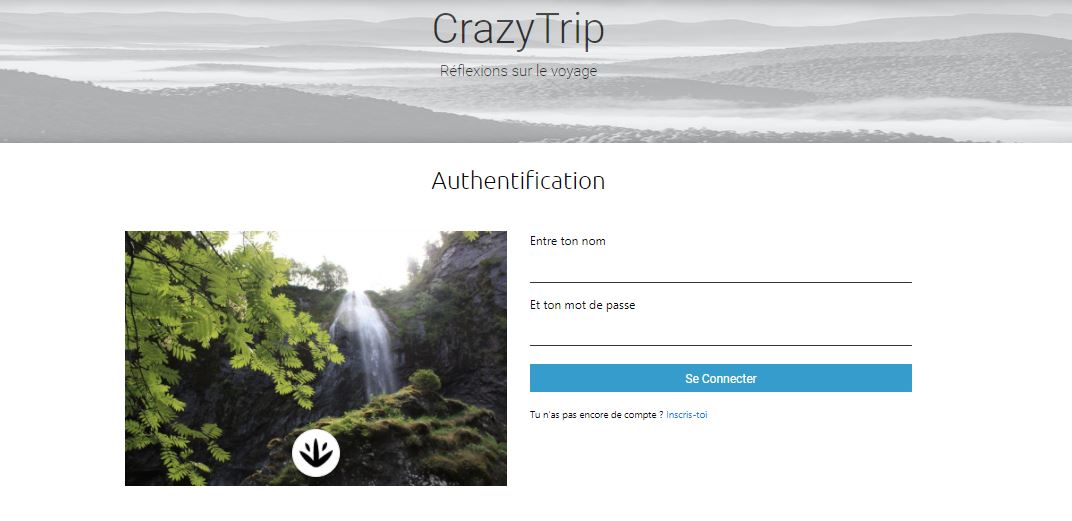 CrazyTrip
Réflexions sur le voyage
Authentification
Entre ton nom
Et ton mot de passe
Se Connecter
Tu n'as pas encore de compte ? Inscris-toi